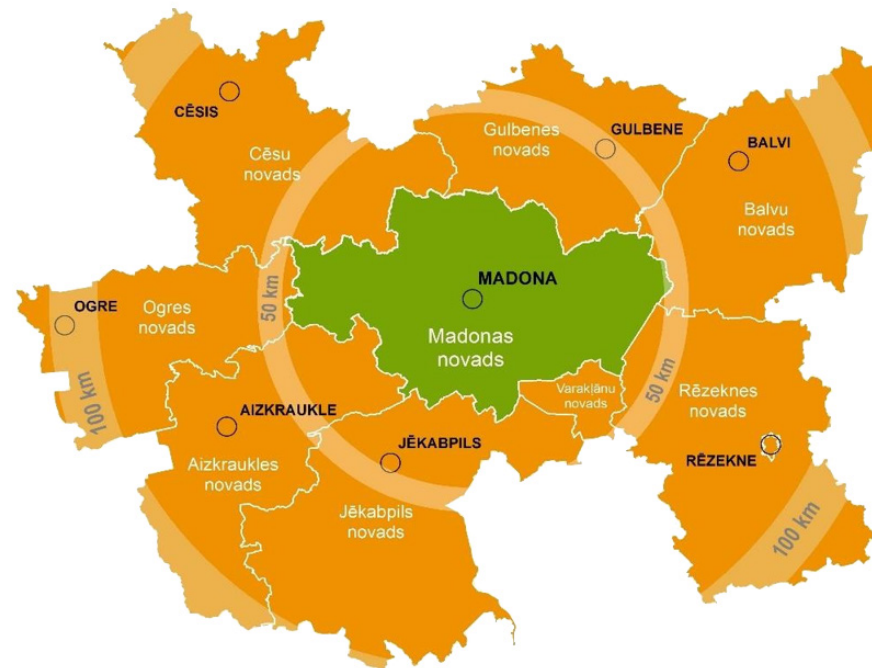 CĒSIS
Cēsu
novads
Gulbenes
novads
GULBENE
BALVI
Balvu
novads
MADONA
Madonas
novads
50 km
OGRE
Ogres
novads
100 km
AIZKRAUKLE
Aizkraukles
novads
JĒKABPILS
Jēkabpils
novads
Varakļānu
novads
50 km
Rēzeknes
novads
RĒZEKNE
100 km